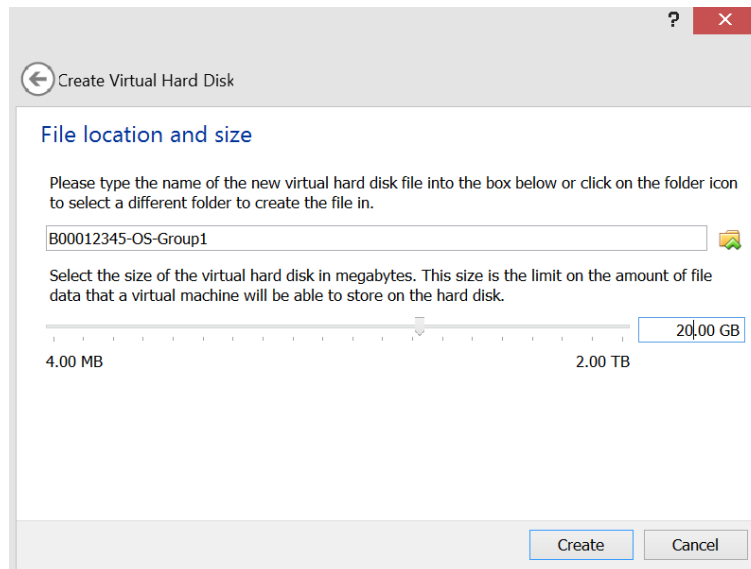 ?
Create Virtual Hard Disk
File location and size
Please type the name of the new virtual hard disk file into the box below or click on the folder icon
to select a different folder to create the file in.
B00012345-OS-Group1
Select the size of the virtual hard disk in megabytes. This size is the limit on the amount of file
data that a virtual machine will be able to store on the hard disk.
20.00 GB
4.00 MB 2.00 TB
Create Cancel